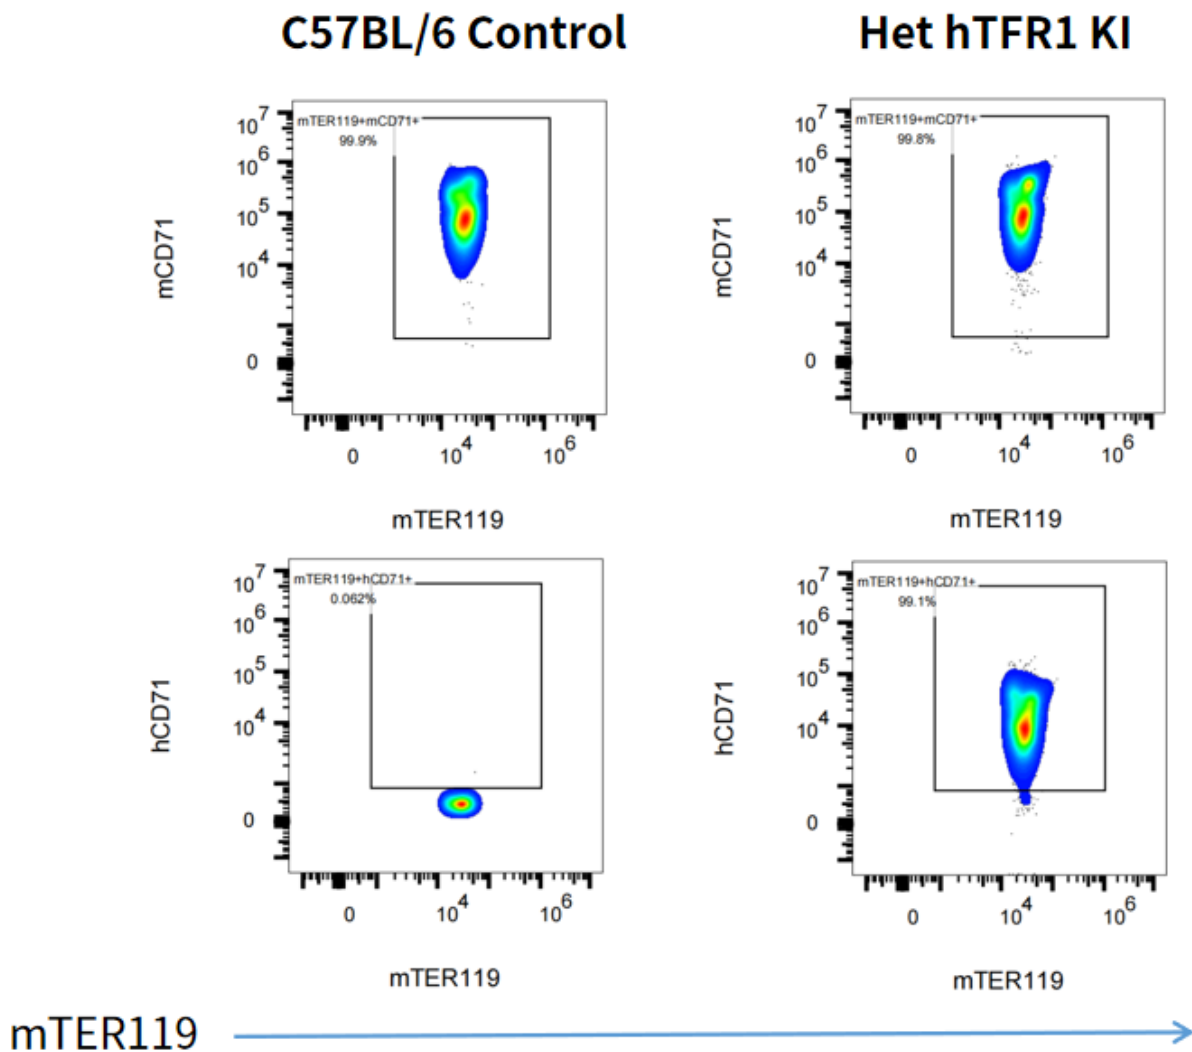 C57BL/6 Control
Het hTFR1 KI
mCD71
10^7
10^6
10^5
10^4
0
mTER119+mCD71+
99.9%
0
10^4
10^6
mTER119
mCD71
10^7
10^6
10^5
10^4
0
mTER119+mCD71+
99.8%
0
10^4
10^6
mTER119
hCD71
10^7
10^6
10^5
10^4
0
mTER119+hCD71+
0.062%
0
10^4
10^6
mTER119
hCD71
10^7
10^6
10^5
10^4
0
mTER119+hCD71+
99.1%
0
10^4
10^6
mTER119
mTER119